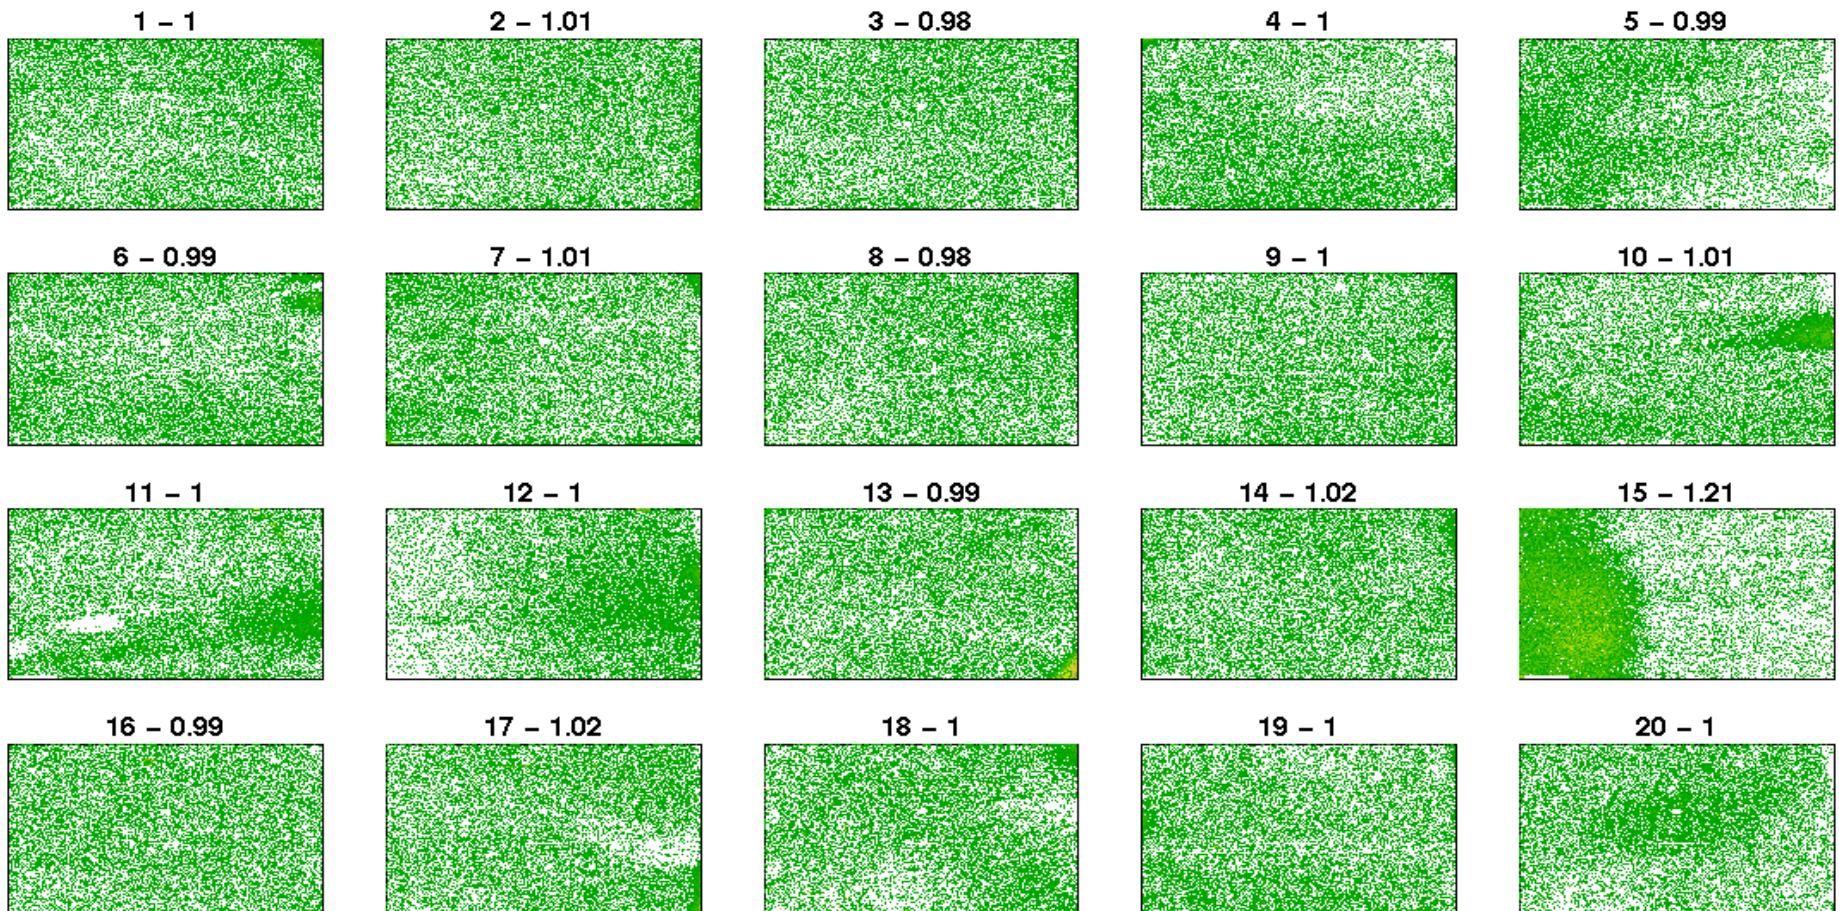 1 – 1
2 – 1.01
3 – 0.98
4 – 1
5 – 0.99
6 – 0.99
7 – 1.01
8 – 0.98
9 – 1
10 – 1.01
11 – 1
12 – 1
13 – 0.99
14 – 1.02
15 – 1.21
16 – 0.99
17 – 1.02
18 – 1
19 – 1
20 – 1